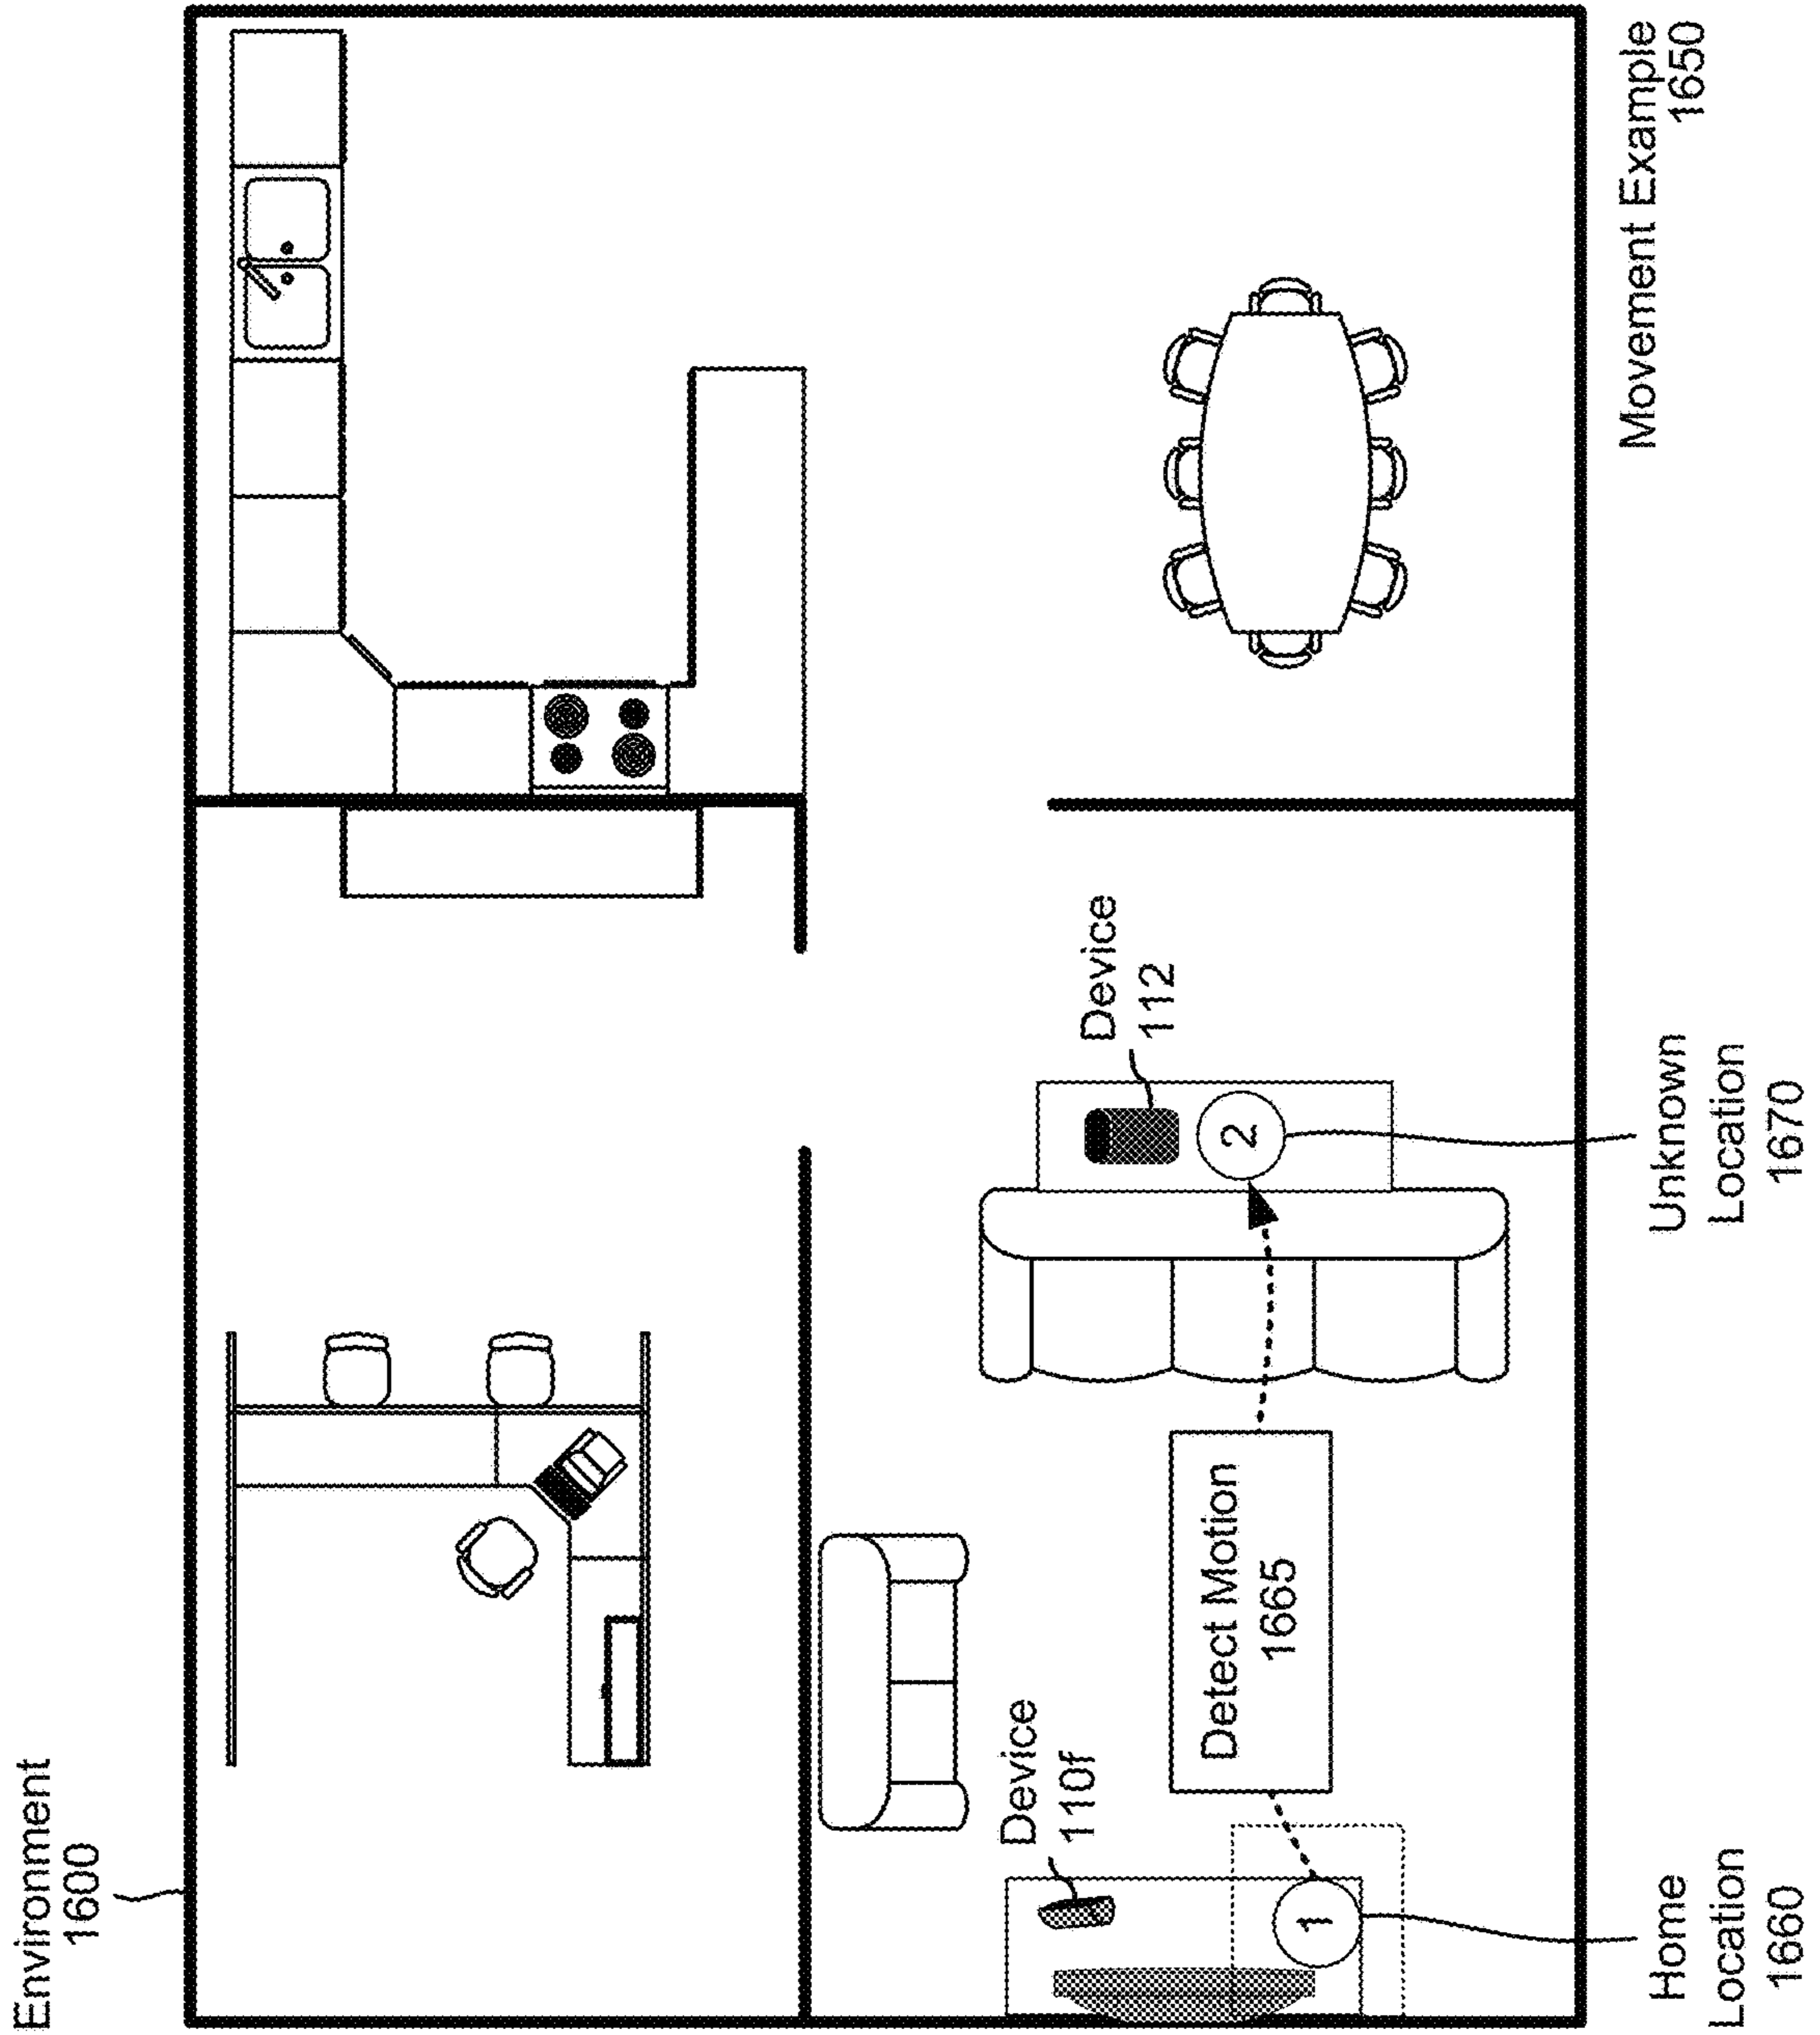 Environment
1600
Device
110f
Device
112
1
Detect Motion
1665
2
Home
Location
1660
Unknown
Location
1670
Movement Example
1650